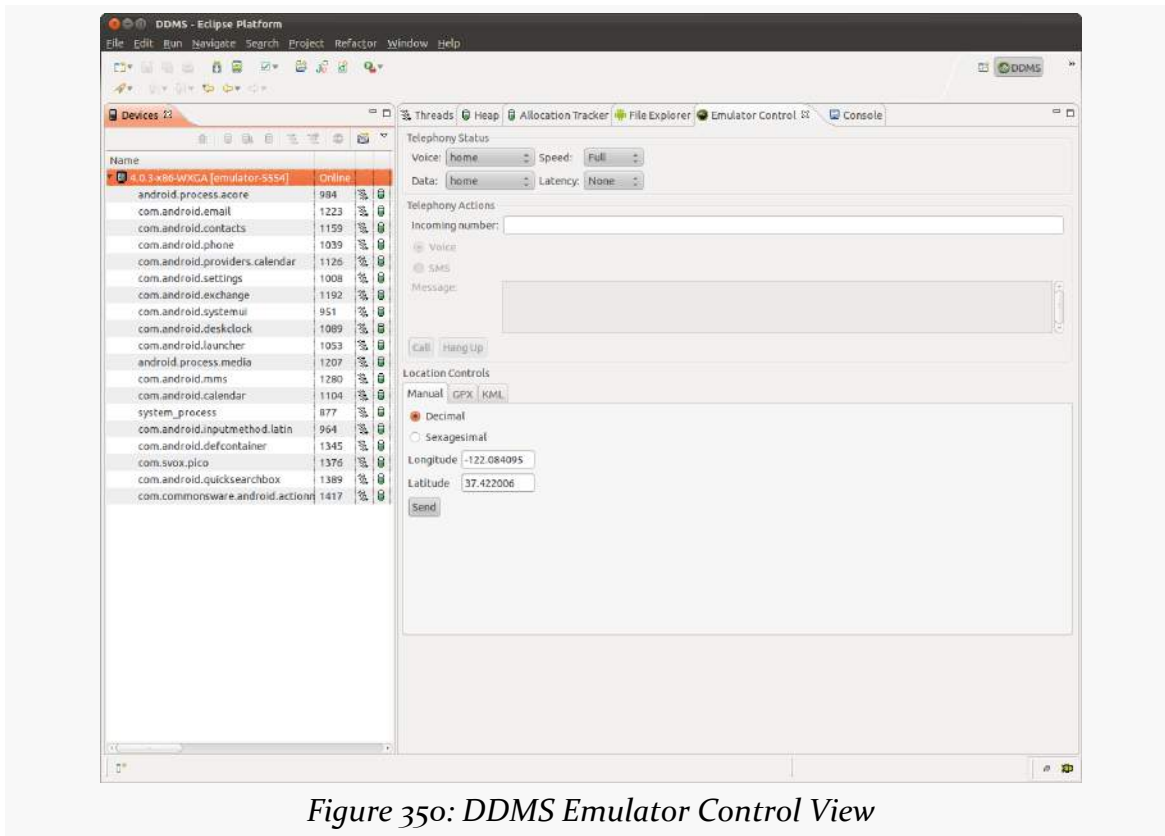 DDMS - Eclipse Platform
File Edit Run Navigate Search Project Refactor Window Help
DDMS
Devices
Threads Heap Allocation Tracker File Explorer Emulator Control Console
Name
4.0.3-x86-WXGA [emulator-5554] Online
android.process.acore 984
com.android.email 1223
com.android.contacts 1159
com.android.phone 1039
com.android.providers.calendar 1126
com.android.settings 1008
com.android.exchange 1192
com.android.systemui 951
com.android.deskclock 1089
com.android.launcher 1053
android.process.media 1207
com.android.mms 1280
com.android.calendar 1104
system_process 877
com.android.inputmethod.latin 964
com.android.defcontainer 1345
com.svox.pico 1376
com.android.quicksearchbox 1389
com.commonsware.android.actionn 1417
Telephony Status
Voice: home Speed: Full
Data: home Latency: None
Telephony Actions
Incoming number:
Voice
SMS
Message:
Call Hang Up
Location Controls
Manual GPX KML
Decimal
Sexagesimal
Longitude -122.084095
Latitude 37.422006
Send
Figure 350: DDMS Emulator Control View